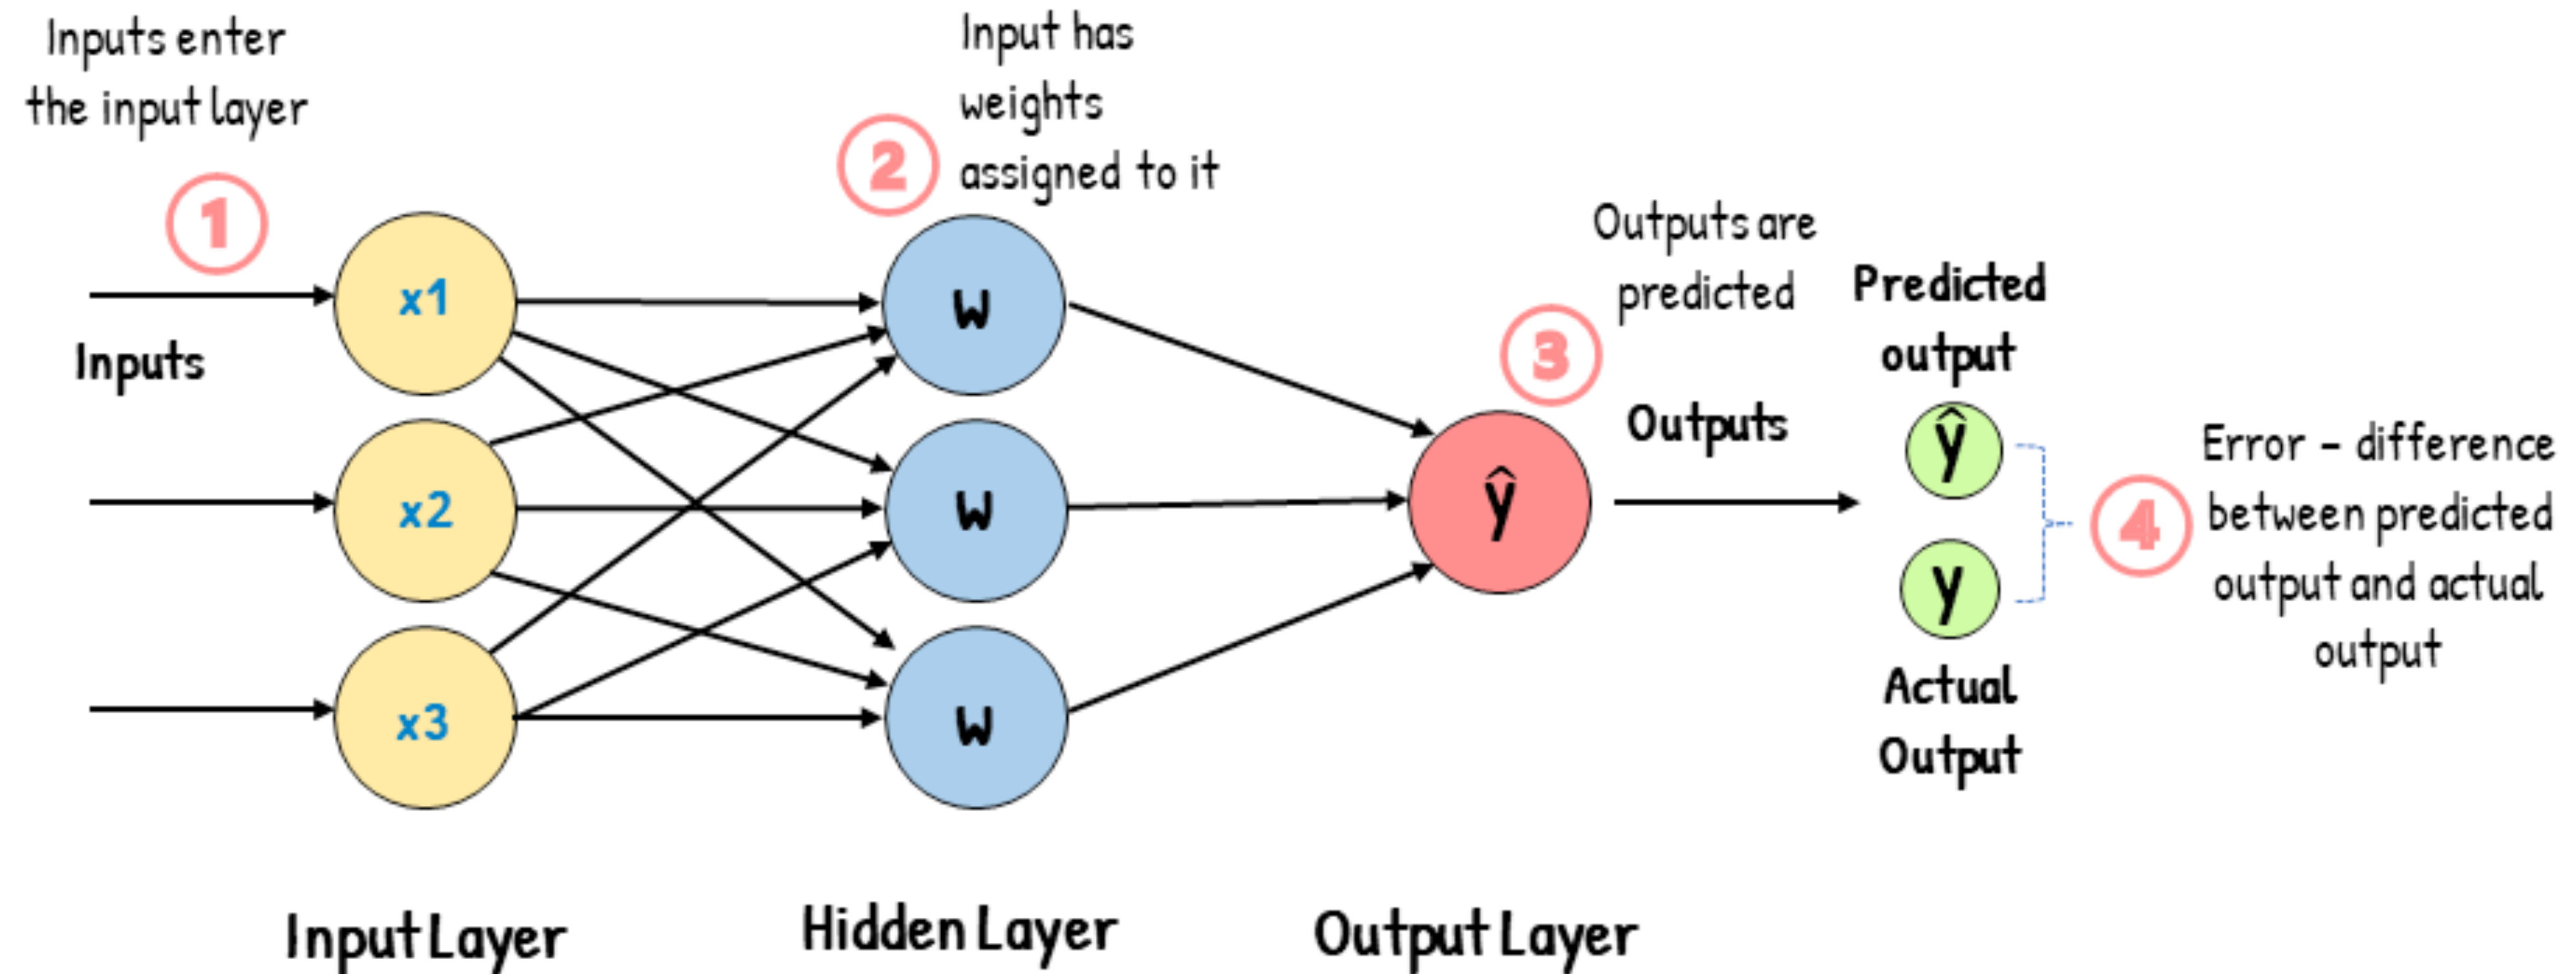 Inputs enter
the input layer
1
Inputs
x1
x2
x3
Input Layer
2
Input has
weights
assigned to it
W
W
W
Hidden Layer
3
Outputs are
predicted
ŷ
Output Layer
Outputs
Predicted
output
ŷ
y
Actual
Output
4
Error – difference
between predicted
output and actual
output